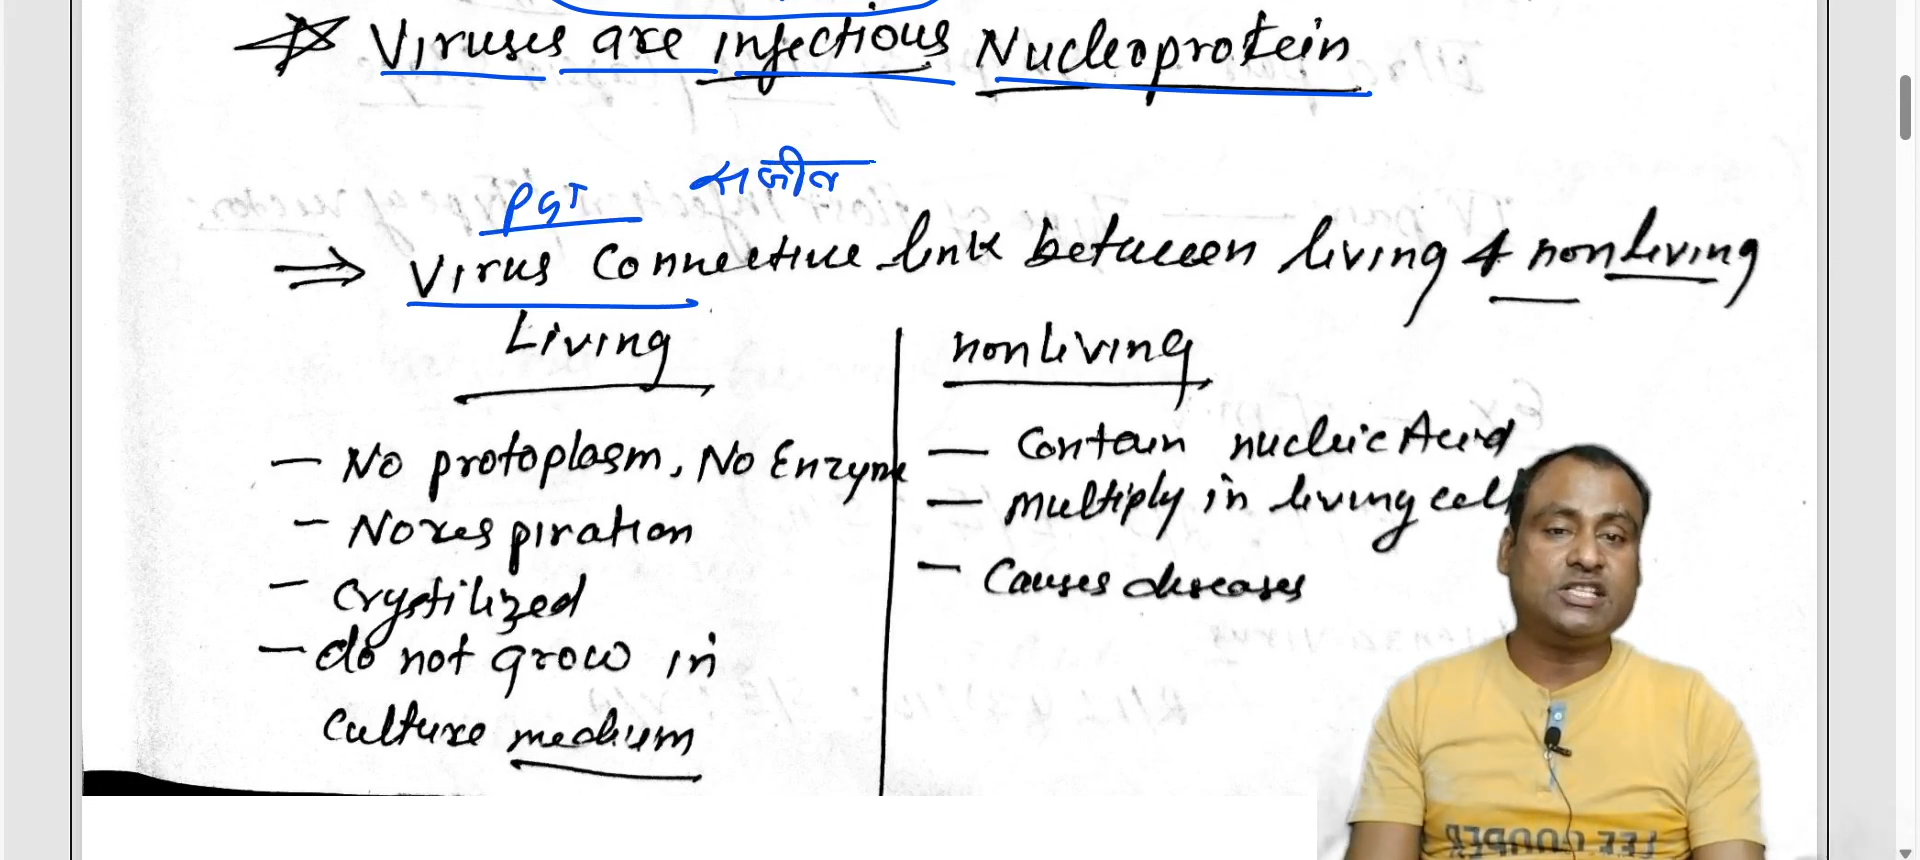 Viruses are infectious Nucleoprotein
PGT सजीव
⇒ Virus Connective link between living & nonliving
Living
nonliving
— No protoplasm, No Enzyme
— No respiration
— Crystilized
— do not grow in
Culture medium
— Contain nucleic Acid
— multiply in living cell
— Causes diseases